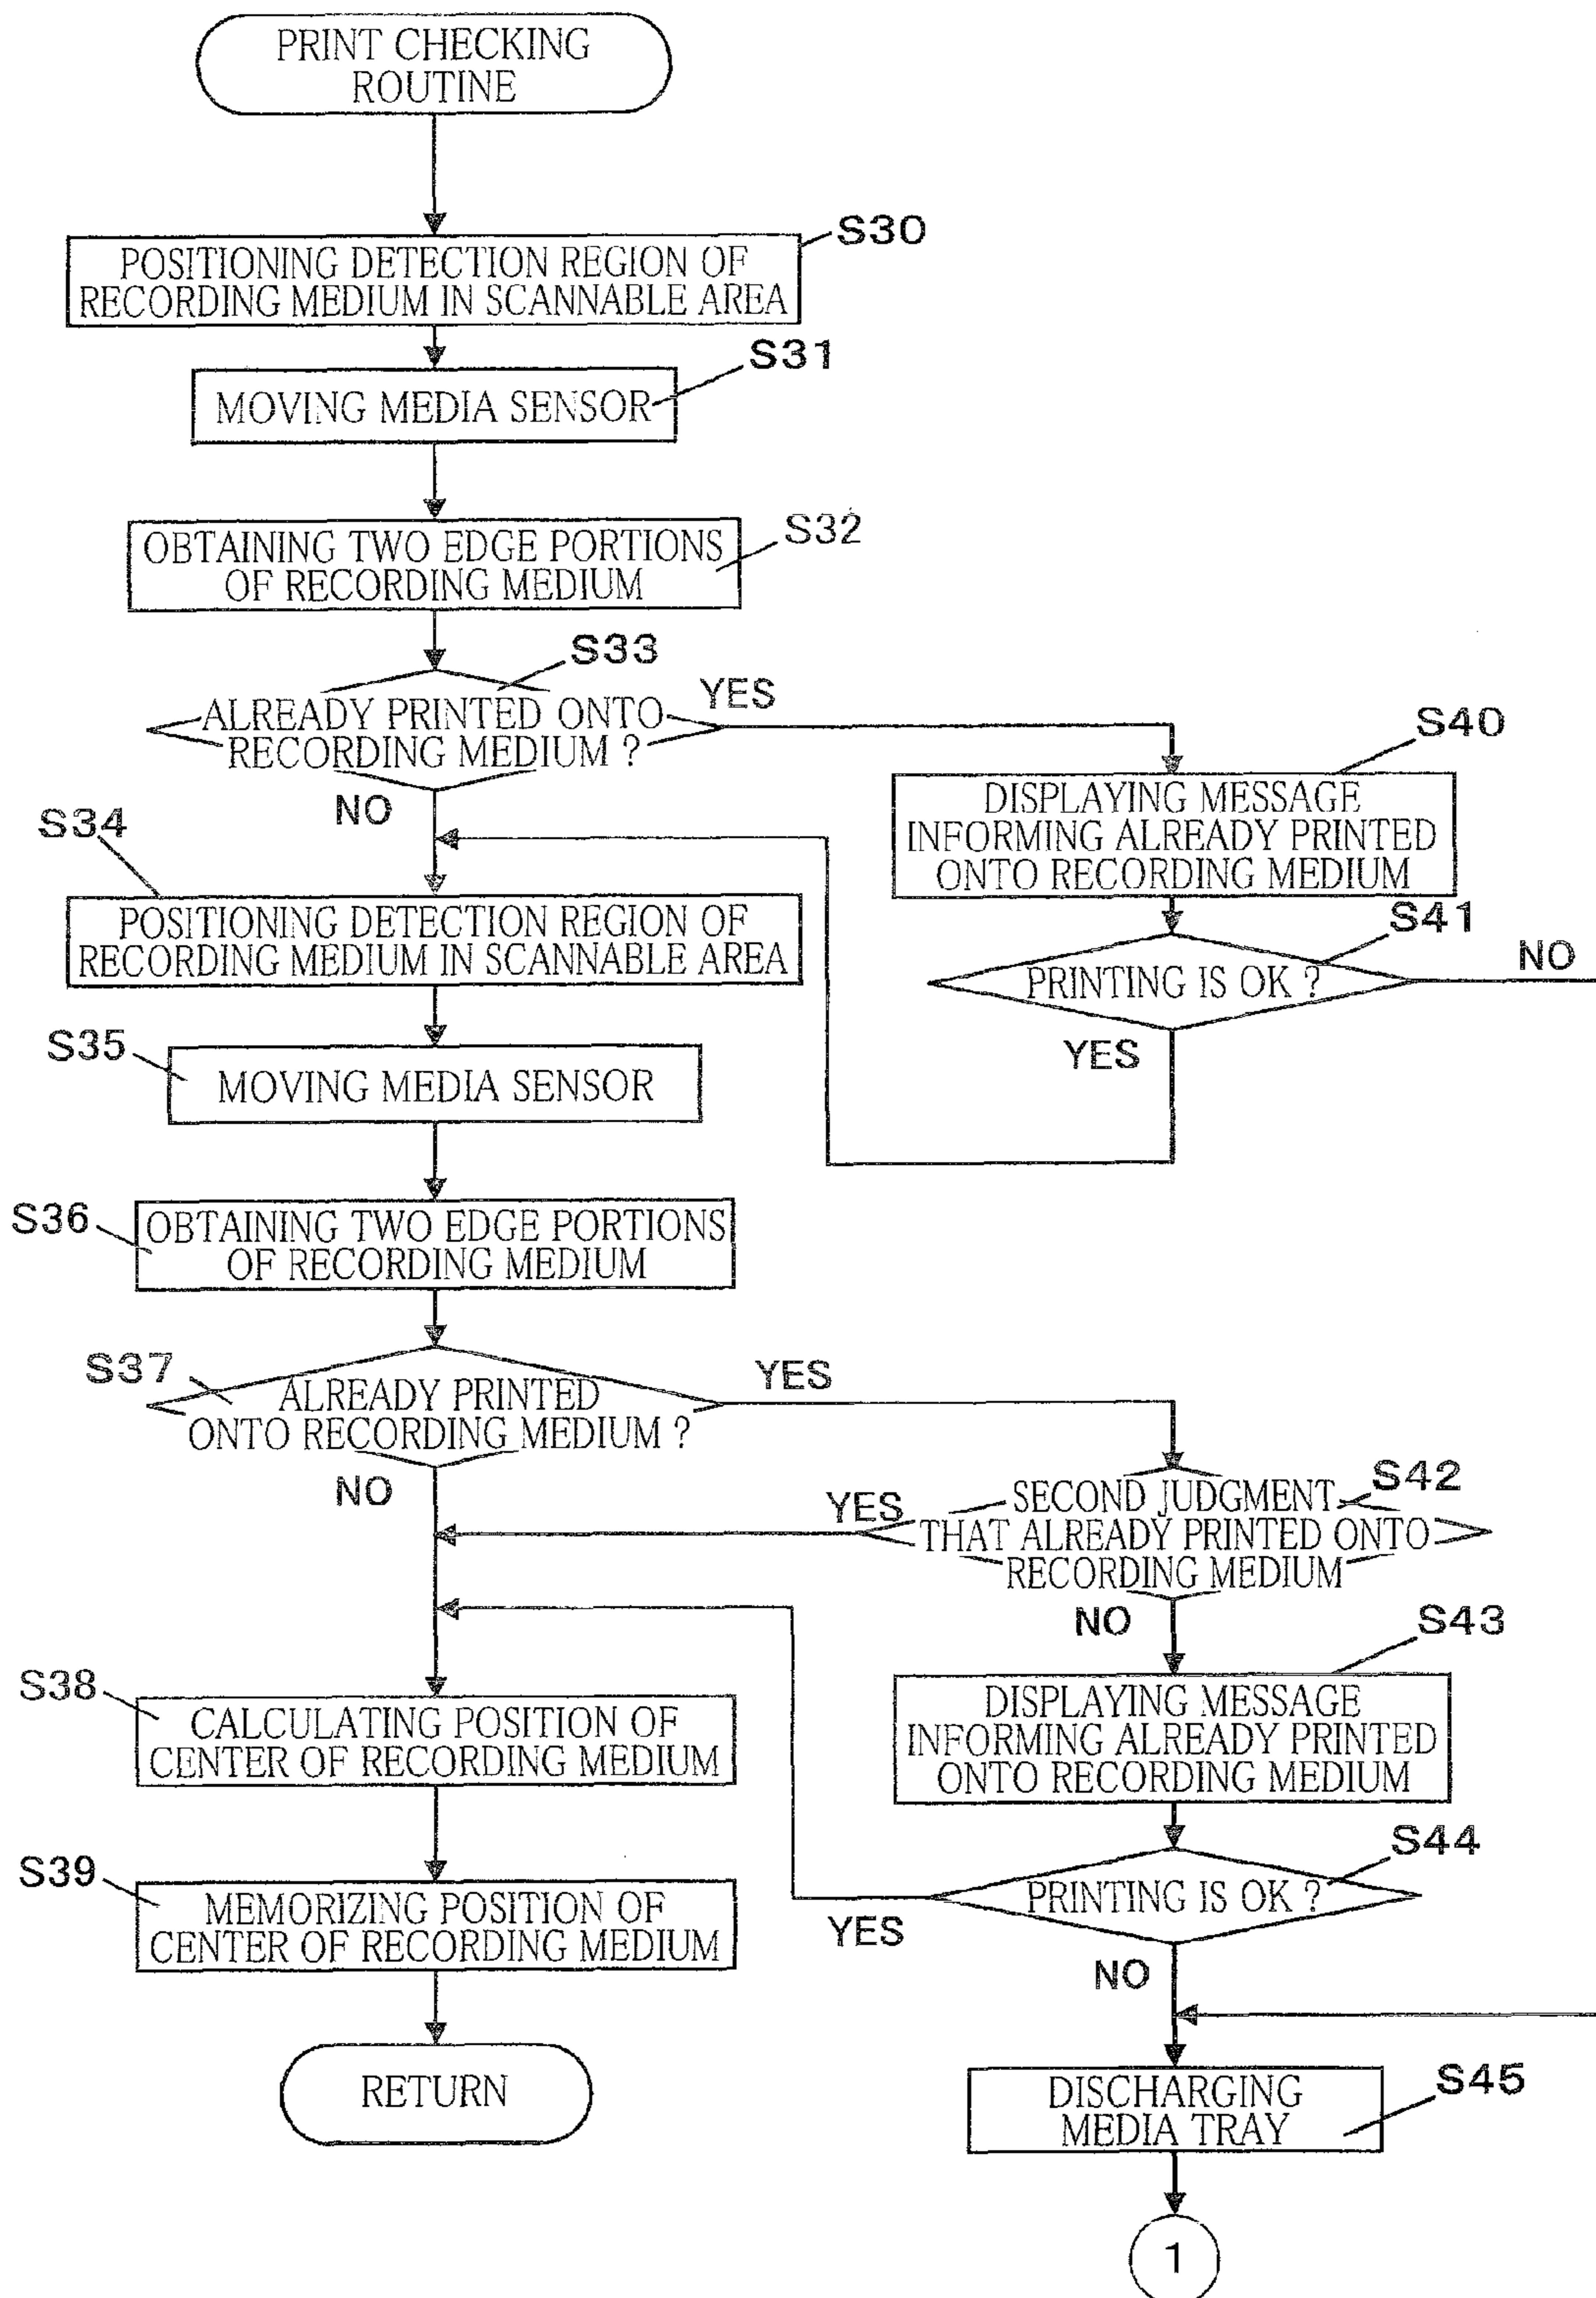 PRINT CHECKING
ROUTINE
S30
POSITIONING DETECTION REGION OF
RECORDING MEDIUM IN SCANNABLE AREA
S31
MOVING MEDIA SENSOR
S32
OBTAINING TWO EDGE PORTIONS
OF RECORDING MEDIUM
S33
ALREADY PRINTED ONTO
RECORDING MEDIUM ?
YES
NO
S40
DISPLAYING MESSAGE
INFORMING ALREADY PRINTED
ONTO RECORDING MEDIUM
S41
PRINTING IS OK ?
NO
YES
S34
POSITIONING DETECTION REGION OF
RECORDING MEDIUM IN SCANNABLE AREA
S35
MOVING MEDIA SENSOR
S36
OBTAINING TWO EDGE PORTIONS
OF RECORDING MEDIUM
S37
ALREADY PRINTED
ONTO RECORDING MEDIUM ?
YES
NO
S42
SECOND JUDGMENT
THAT ALREADY PRINTED ONTO
RECORDING MEDIUM
YES
NO
S43
DISPLAYING MESSAGE
INFORMING ALREADY PRINTED
ONTO RECORDING MEDIUM
S44
PRINTING IS OK ?
YES
NO
S38
CALCULATING POSITION OF
CENTER OF RECORDING MEDIUM
S39
MEMORIZING POSITION OF
CENTER OF RECORDING MEDIUM
RETURN
S45
DISCHARGING
MEDIA TRAY
1